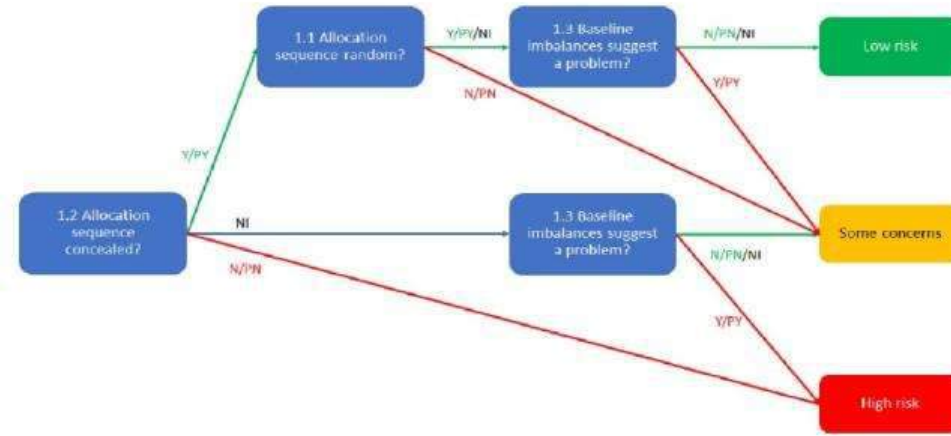 1.1 Allocation
sequence random?
Y/PY/NI
1.3 Baseline
imbalances suggest
a problem?
N/PN/NI
Low risk
N/PN
Y/PY
Y/PY
1.2 Allocation
sequence
concealed?
NI
1.3 Baseline
imbalances suggest
a problem?
N/PN/NI
Some concerns
N/PN
Y/PY
High risk